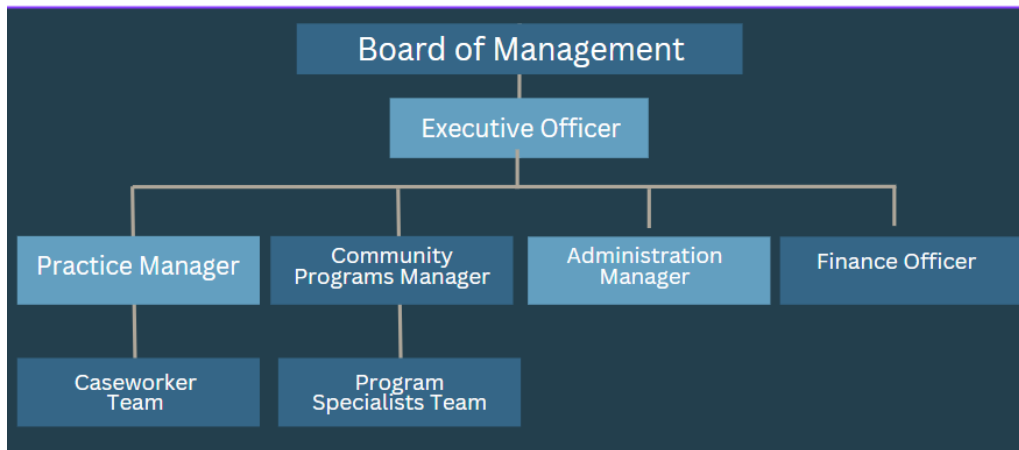 Board of Management
Executive Officer
Practice Manager
Community
Programs Manager
Administration
Manager
Finance Officer
Caseworker
Team
Program
Specialists Team